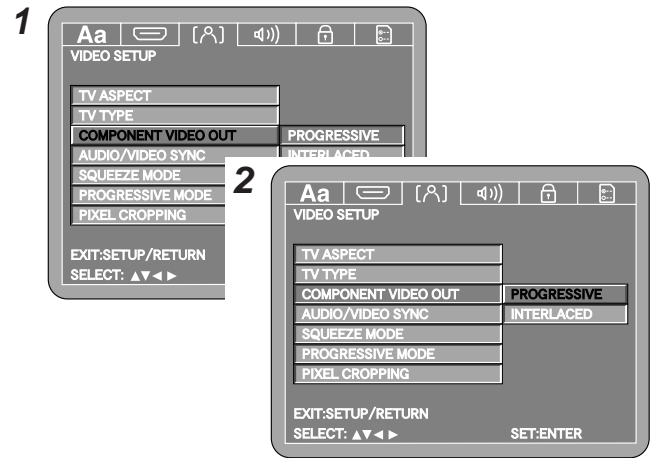 1
Aa
VIDEO SETUP
TV ASPECT
TV TYPE
COMPONENT VIDEO OUT PROGRESSIVE
AUDIO/VIDEO SYNC INTERLACED
SQUEEZE MODE
PROGRESSIVE MODE
PIXEL CROPPING
EXIT:SETUP/RETURN
SELECT: ▲▼◄ ►
2
Aa
VIDEO SETUP
TV ASPECT
TV TYPE
COMPONENT VIDEO OUT PROGRESSIVE
AUDIO/VIDEO SYNC INTERLACED
SQUEEZE MODE
PROGRESSIVE MODE
PIXEL CROPPING
EXIT:SETUP/RETURN
SELECT: ▲▼◄ ► SET:ENTER